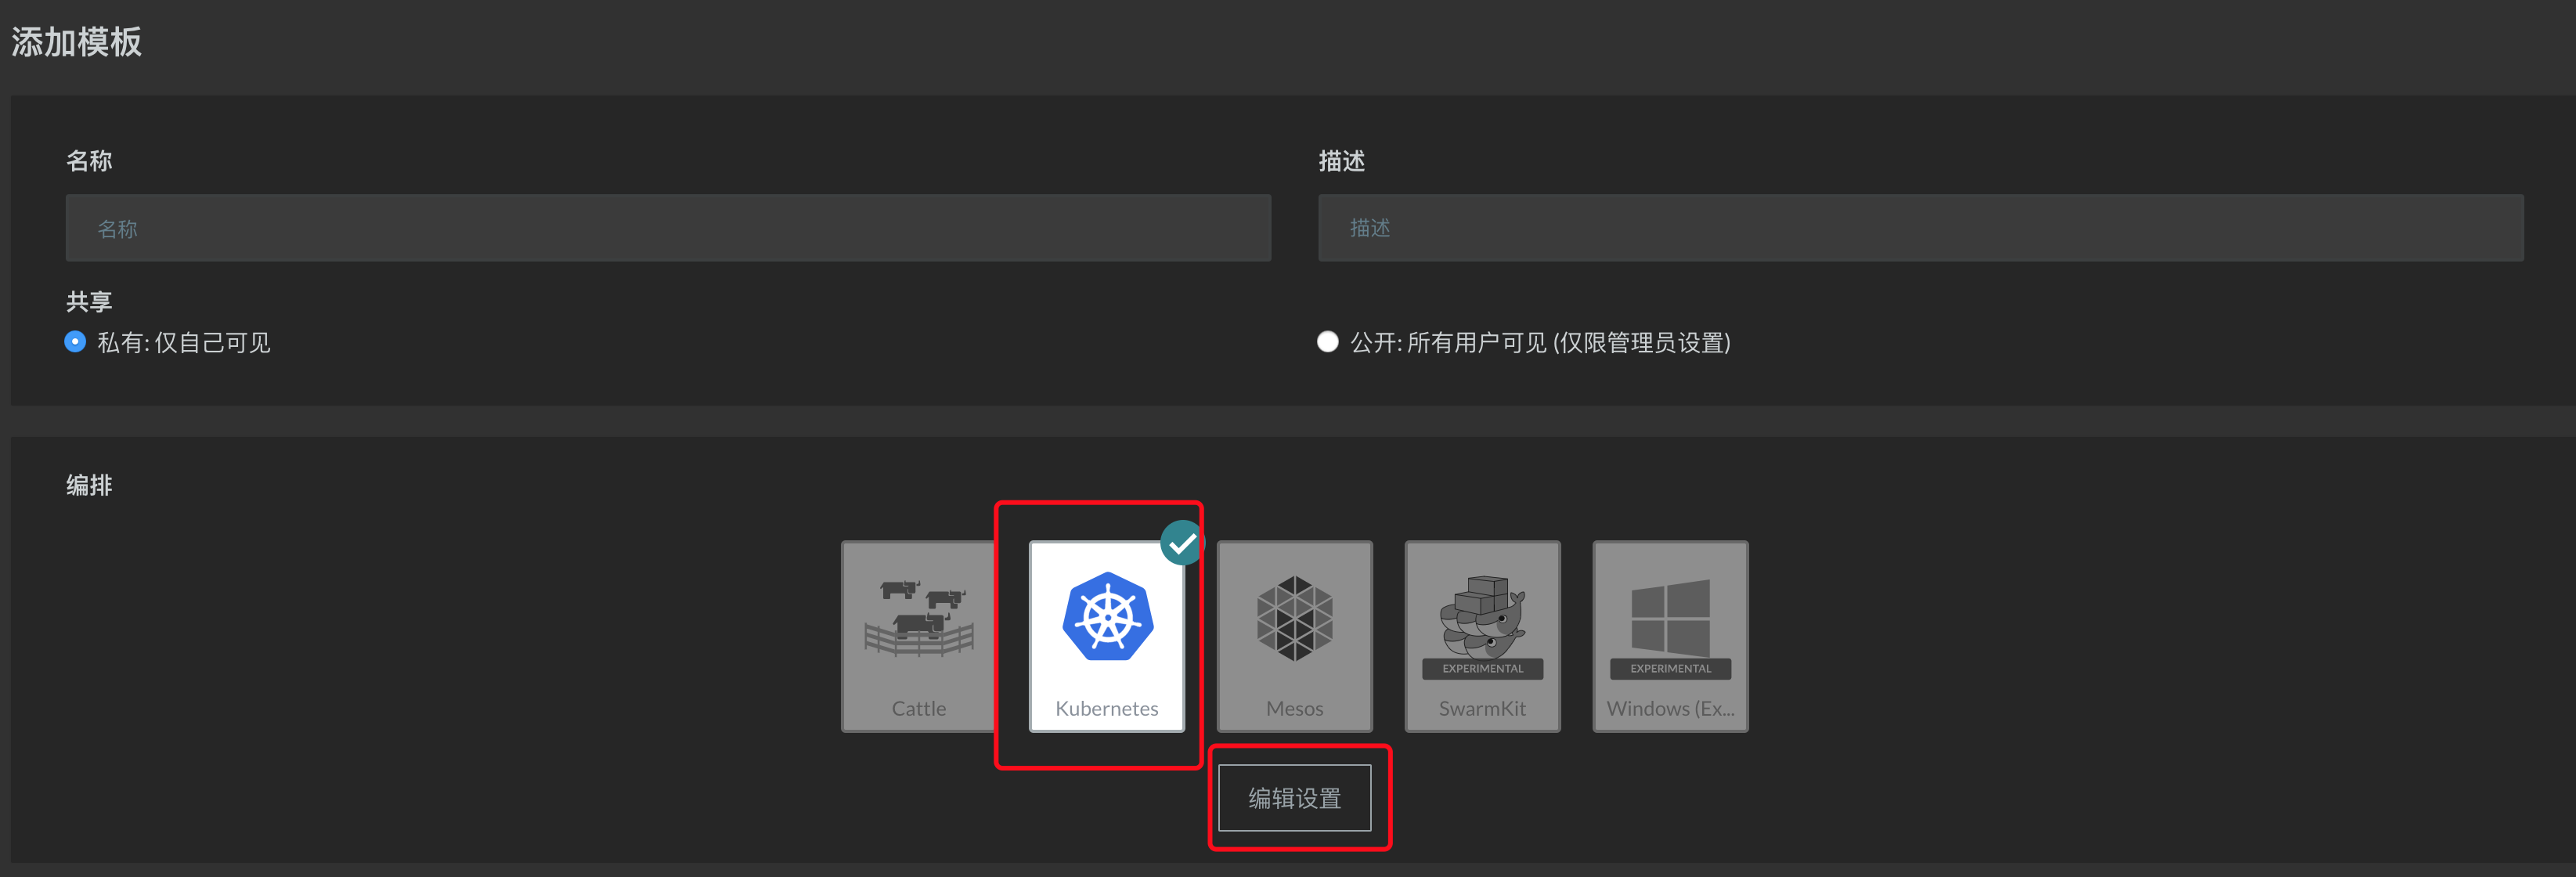 添加模板
名称
描述
名称
描述
共享
私有: 仅自己可见
公开: 所有用户可见 (仅限管理员设置)
编排
EXPERIMENTAL
EXPERIMENTAL
Cattle
Kubernetes
Mesos
SwarmKit
Windows (Ex...
编辑设置